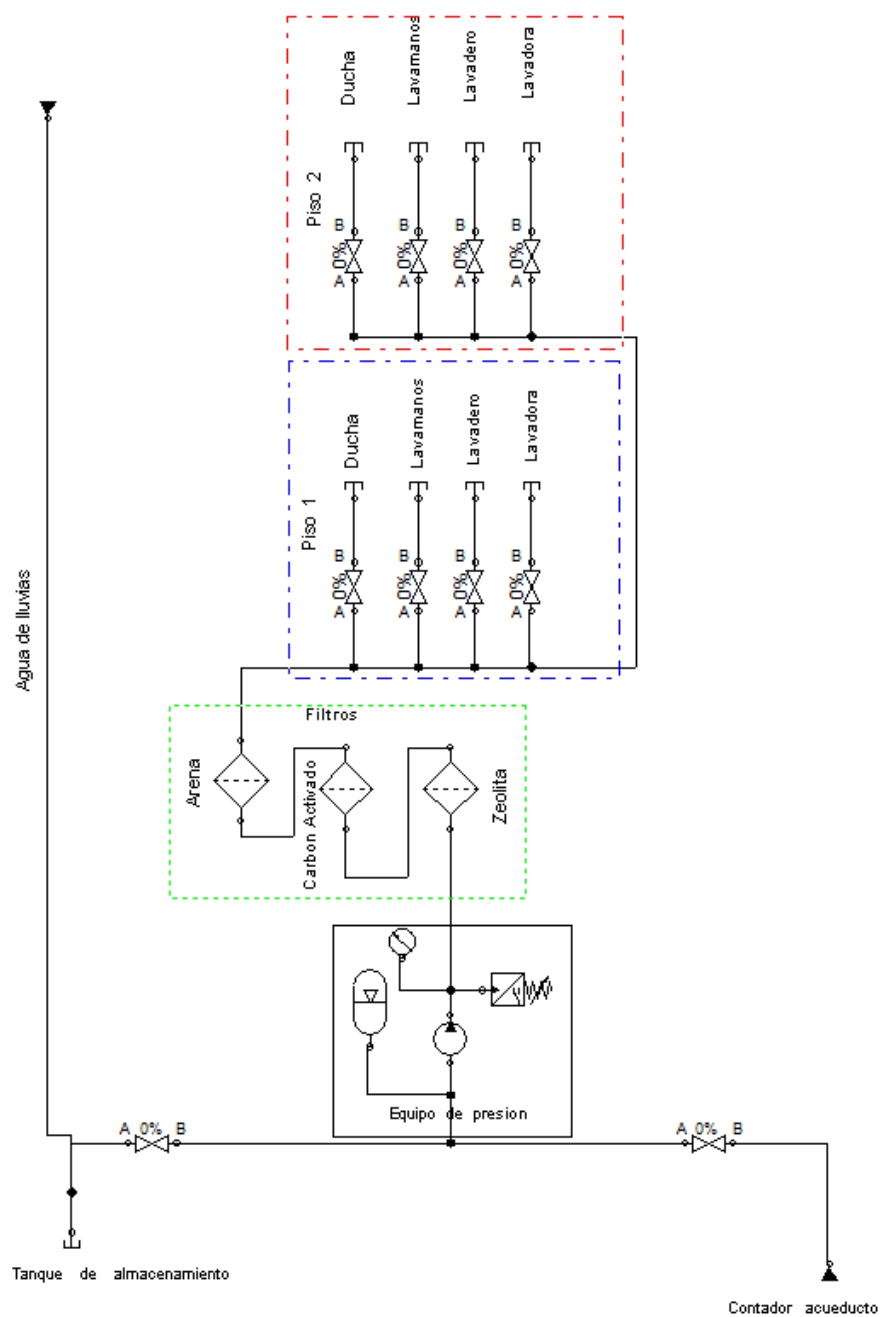 Ducha
Lavamanos
Lavadero
Lavadora
Piso 2
B
B
B
B
0%
0%
0%
0%
A
A
A
A
Ducha
Lavamanos
Lavadero
Lavadora
Piso 1
B
B
B
B
0%
0%
0%
0%
A
A
A
A
Agua de lluvias
Filtros
Arena
Carbon Activado
Zeolita
Equipo de presion
A 0% B
A 0% B
Tanque de almacenamiento
Contador acueducto